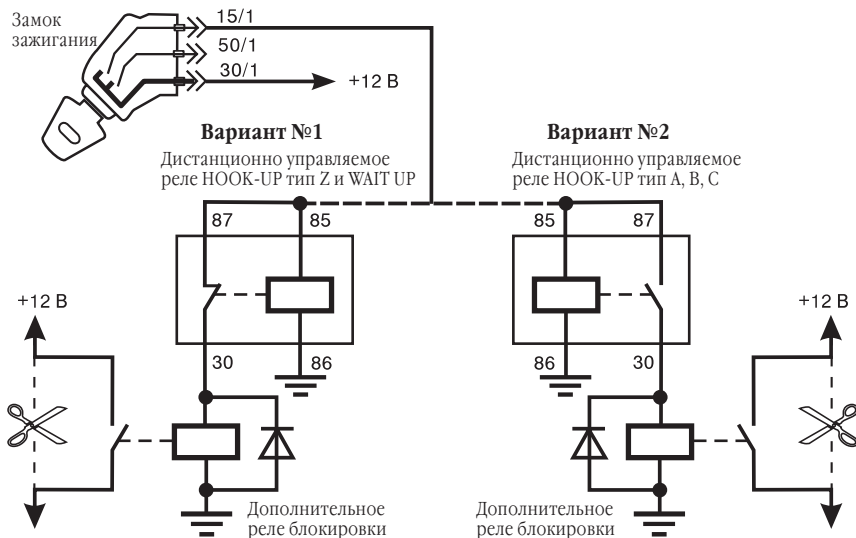 Замок
зажигания
15/1
50/1
30/1
+12 В
Вариант №1
Дистанционно управляемое
реле HOOK-UP тип Z и WAIT UP
Вариант №2
Дистанционно управляемое
реле HOOK-UP тип A, B, C
87
85
85
87
+12 В
+12 В
30
86
86
30
Дополнительное
реле блокировки
Дополнительное
реле блокировки